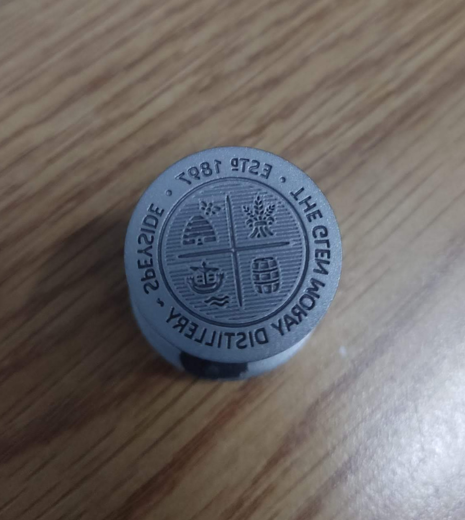 ESTD 1897
THE GLEN MORAY DISTILLERY
~ SPEYSIDE